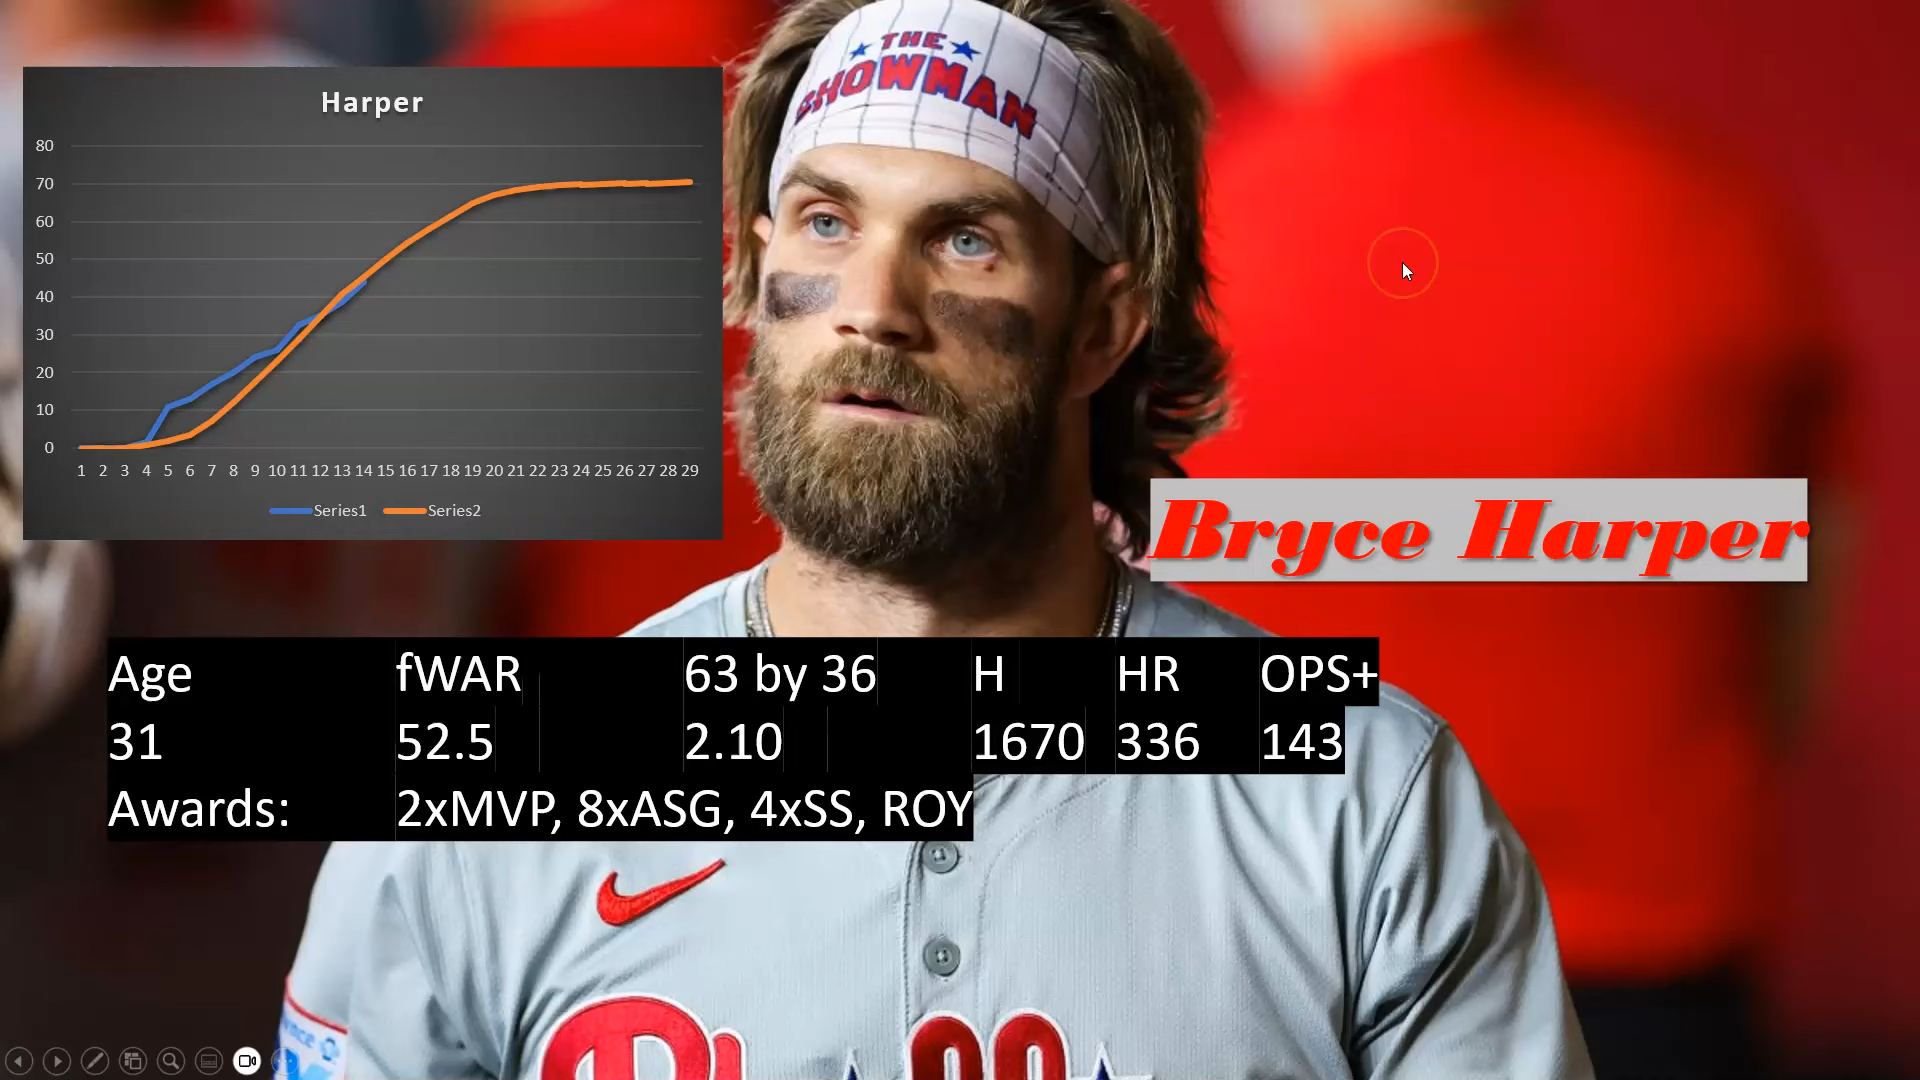 THE
SHOWMAN
Harper
80
70
60
50
40
30
20
10
0
1 2 3 4 5 6 7 8 9 10 11 12 13 14 15 16 17 18 19 20 21 22 23 24 25 26 27 28 29
Series1 Series2
Bryce Harper
Age fWAR 63 by 36 H HR OPS+
31 52.5 2.10 1670 336 143
Awards: 2xMVP, 8xASG, 4xSS, ROY